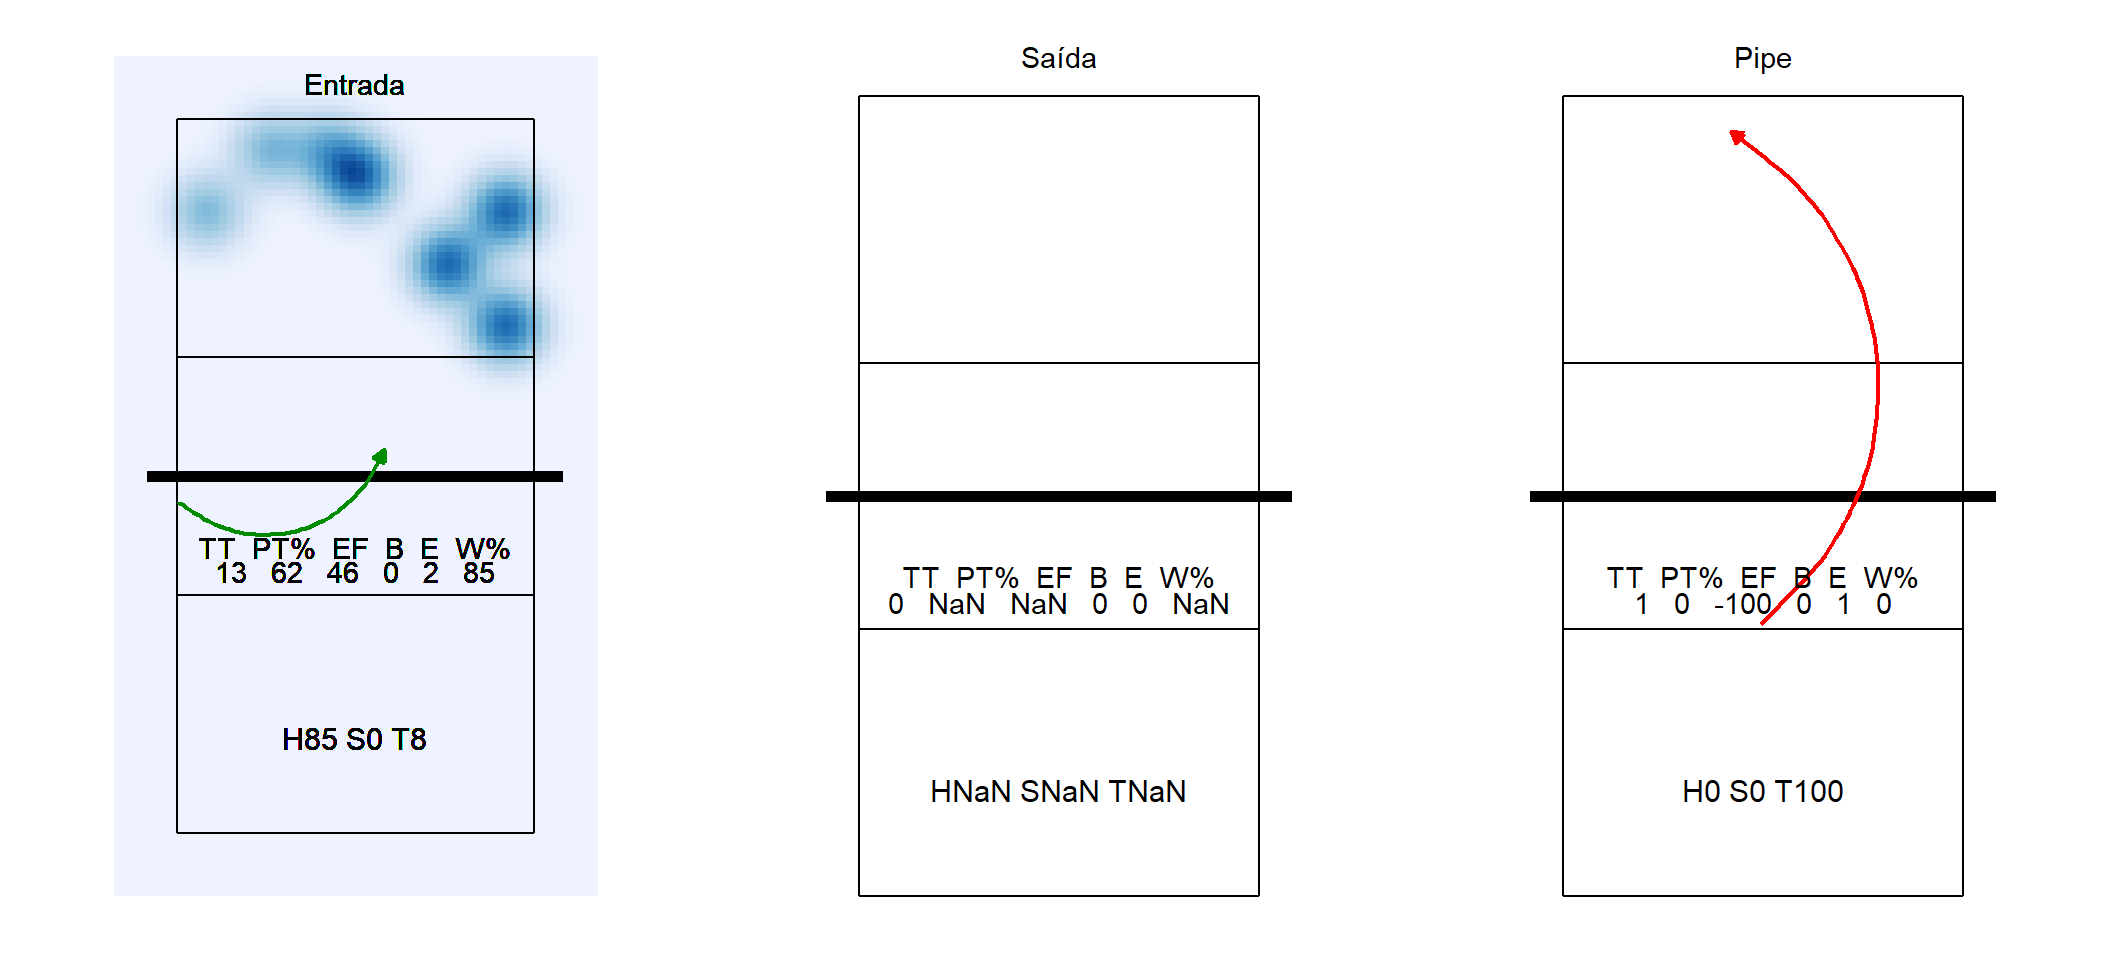 Entrada
TT PT% EF B E W%
13 62 46 0 2 85
H85 S0 T8
Saída
TT PT% EF B E W%
0 NaN NaN 0 0 NaN
HNaN SNaN TNaN
Pipe
TT PT% EF B E W%
1 0 -100 0 1 0
H0 S0 T100